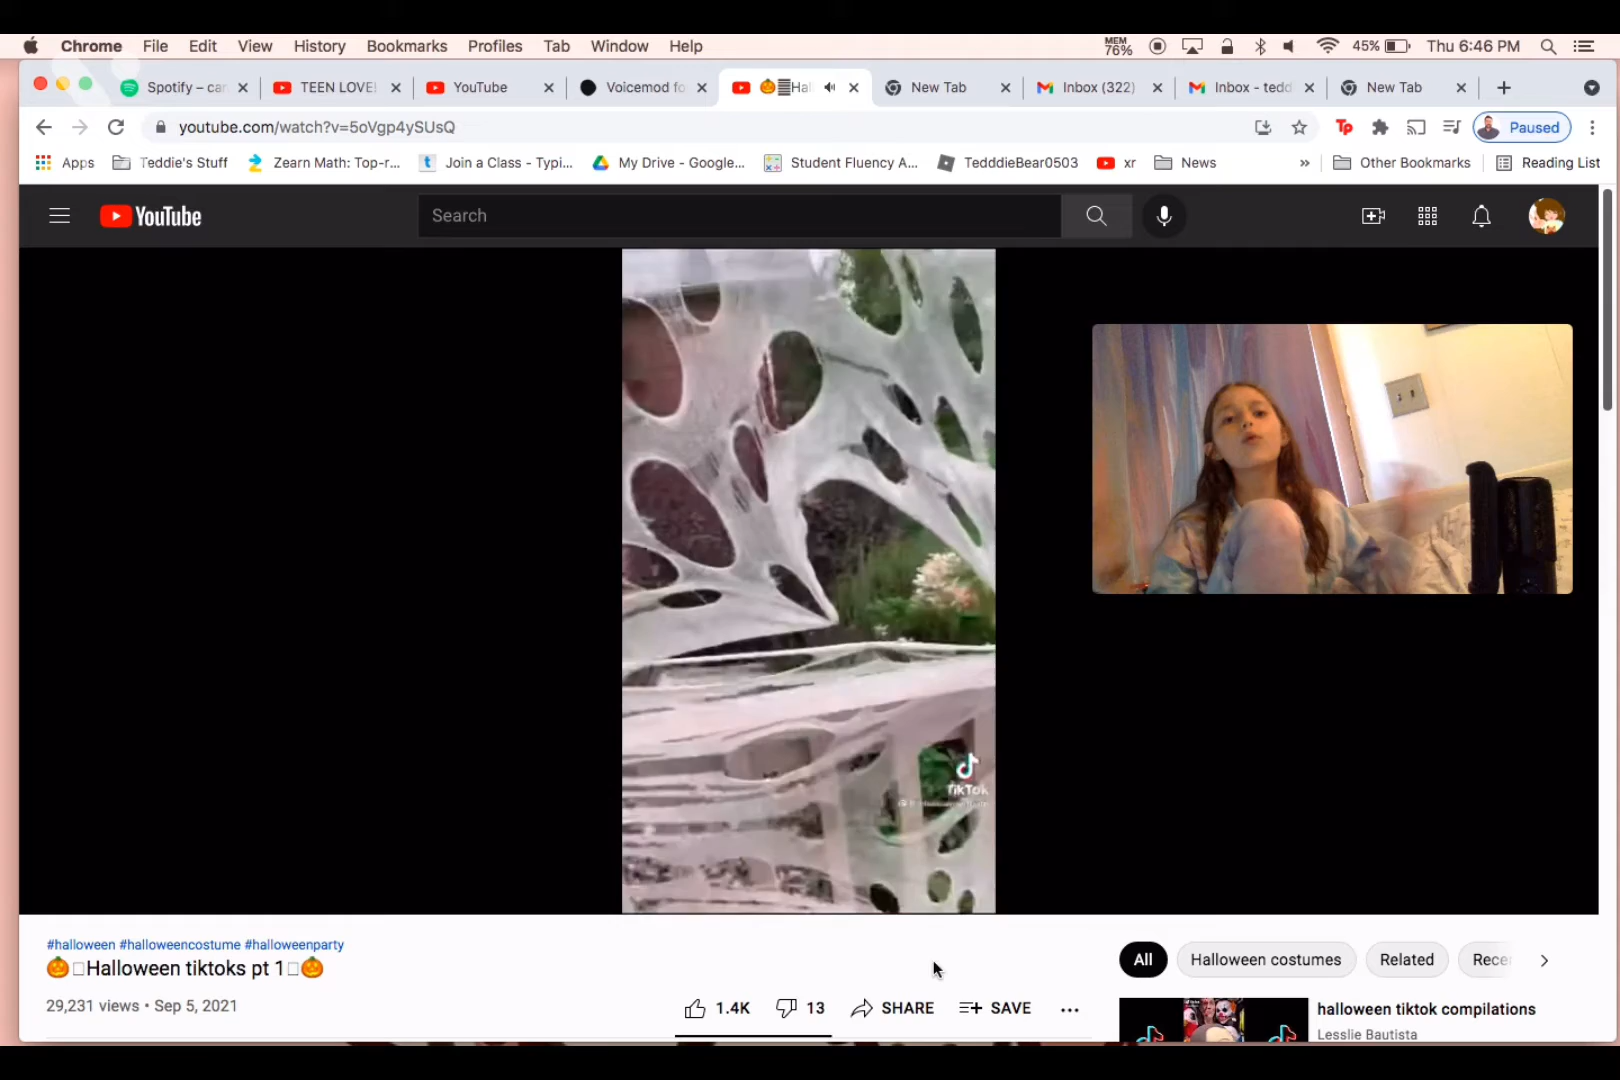 Chrome File Edit View History Bookmarks Profiles Tab Window Help MEM 76% 45% Thu 6:46 PM
Spotify – car TEEN LOVE! YouTube Voicemod fo 🎃 Hal New Tab Inbox (322) Inbox - tedd New Tab
youtube.com/watch?v=5oVgp4ySUsQ Tp Paused
Apps Teddie's Stuff Zearn Math: Top-r... t Join a Class - Typi... My Drive - Google... Student Fluency A... TedddieBear0503 xr News » Other Bookmarks Reading List
YouTube Search
TikTok
#halloween #halloweencostume #halloweenparty
🎃□Halloween tiktoks pt 1□🎃
29,231 views • Sep 5, 2021
1.4K 13 SHARE SAVE ...
All Halloween costumes Related Rece
halloween tiktok compilations
Lesslie Bautista